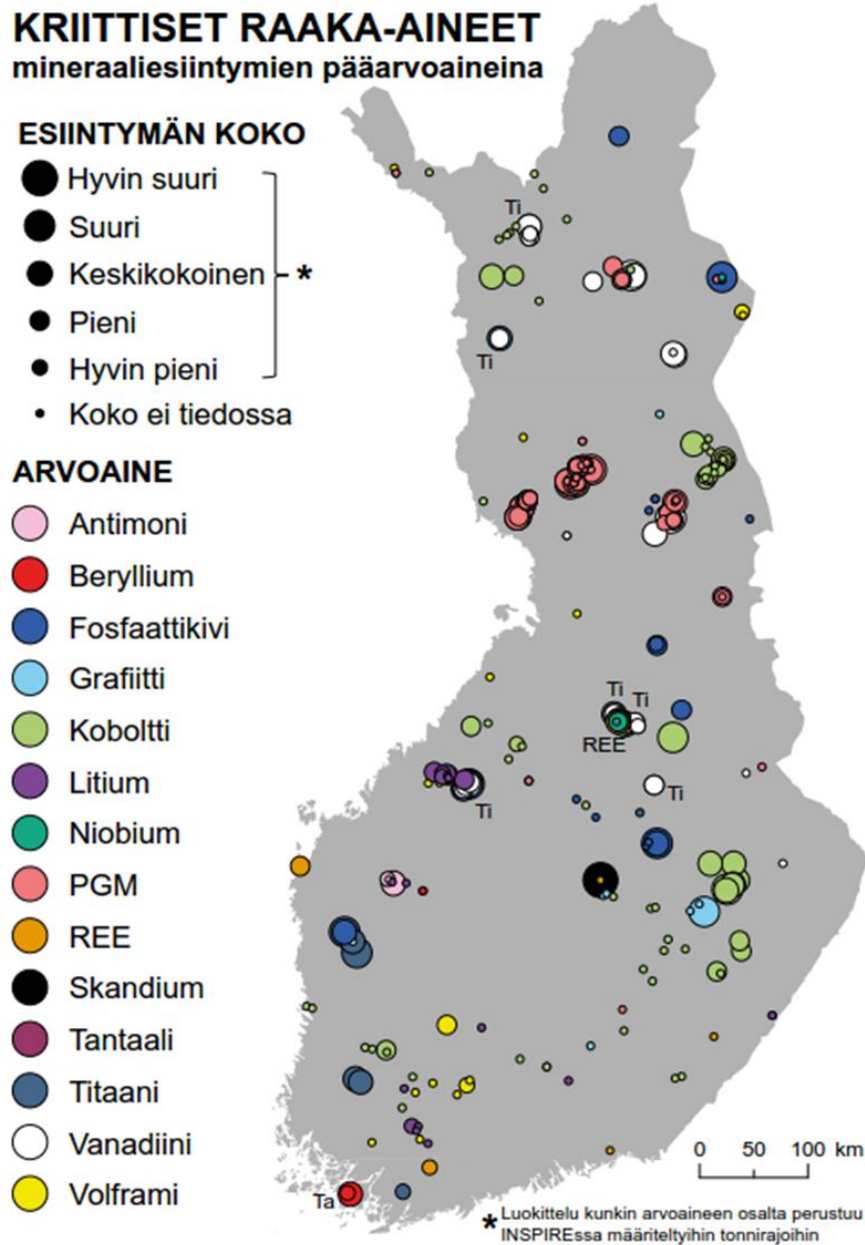 KRIITTISET RAAKA-AINEET
mineraaliesiintymien pääarvoaineina
ESIINTYMÄN KOKO
Hyvin suuri
Suuri
Keskikokoinen
*
Pieni
Hyvin pieni
Koko ei tiedossa
ARVOAINE
Antimoni
Beryllium
Fosfaattikivi
Grafiitti
Koboltti
Litium
Niobium
PGM
REE
Skandium
Tantaali
Titaani
Vanadiini
Volframi
Ti
Ti
Ti
Ti
REE
Ti
Ti
Ta
0 50 100 km
* Luokittelu kunkin arvoaineen osalta perustuu
INSPIREssa määriteltyihin tonnirajoihin